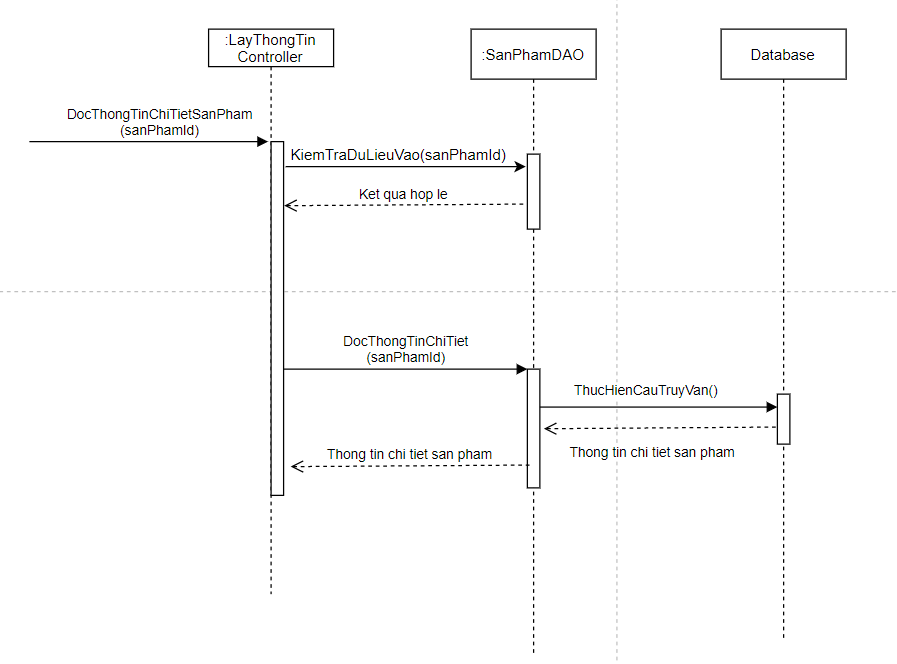 :LayThongTin
Controller
:SanPhamDAO
Database
DocThongTinChiTietSanPham
(sanPhamId)
KiemTraDuLieuVao(sanPhamId)
Ket qua hop le
DocThongTinChiTiet
(sanPhamId)
ThucHienCauTruyVan()
Thong tin chi tiet san pham
Thong tin chi tiet san pham